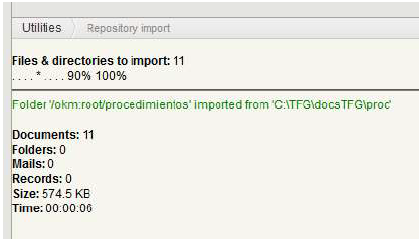 Utilities Repository import
Files & directories to import: 11
. . . . * . . . . 90% 100%
Folder '/okm:root/procedimientos' imported from 'C:\TFG\docsTFG\proc'
Documents: 11
Folders: 0
Mails: 0
Records: 0
Size: 574.5 KB
Time: 00:00:06